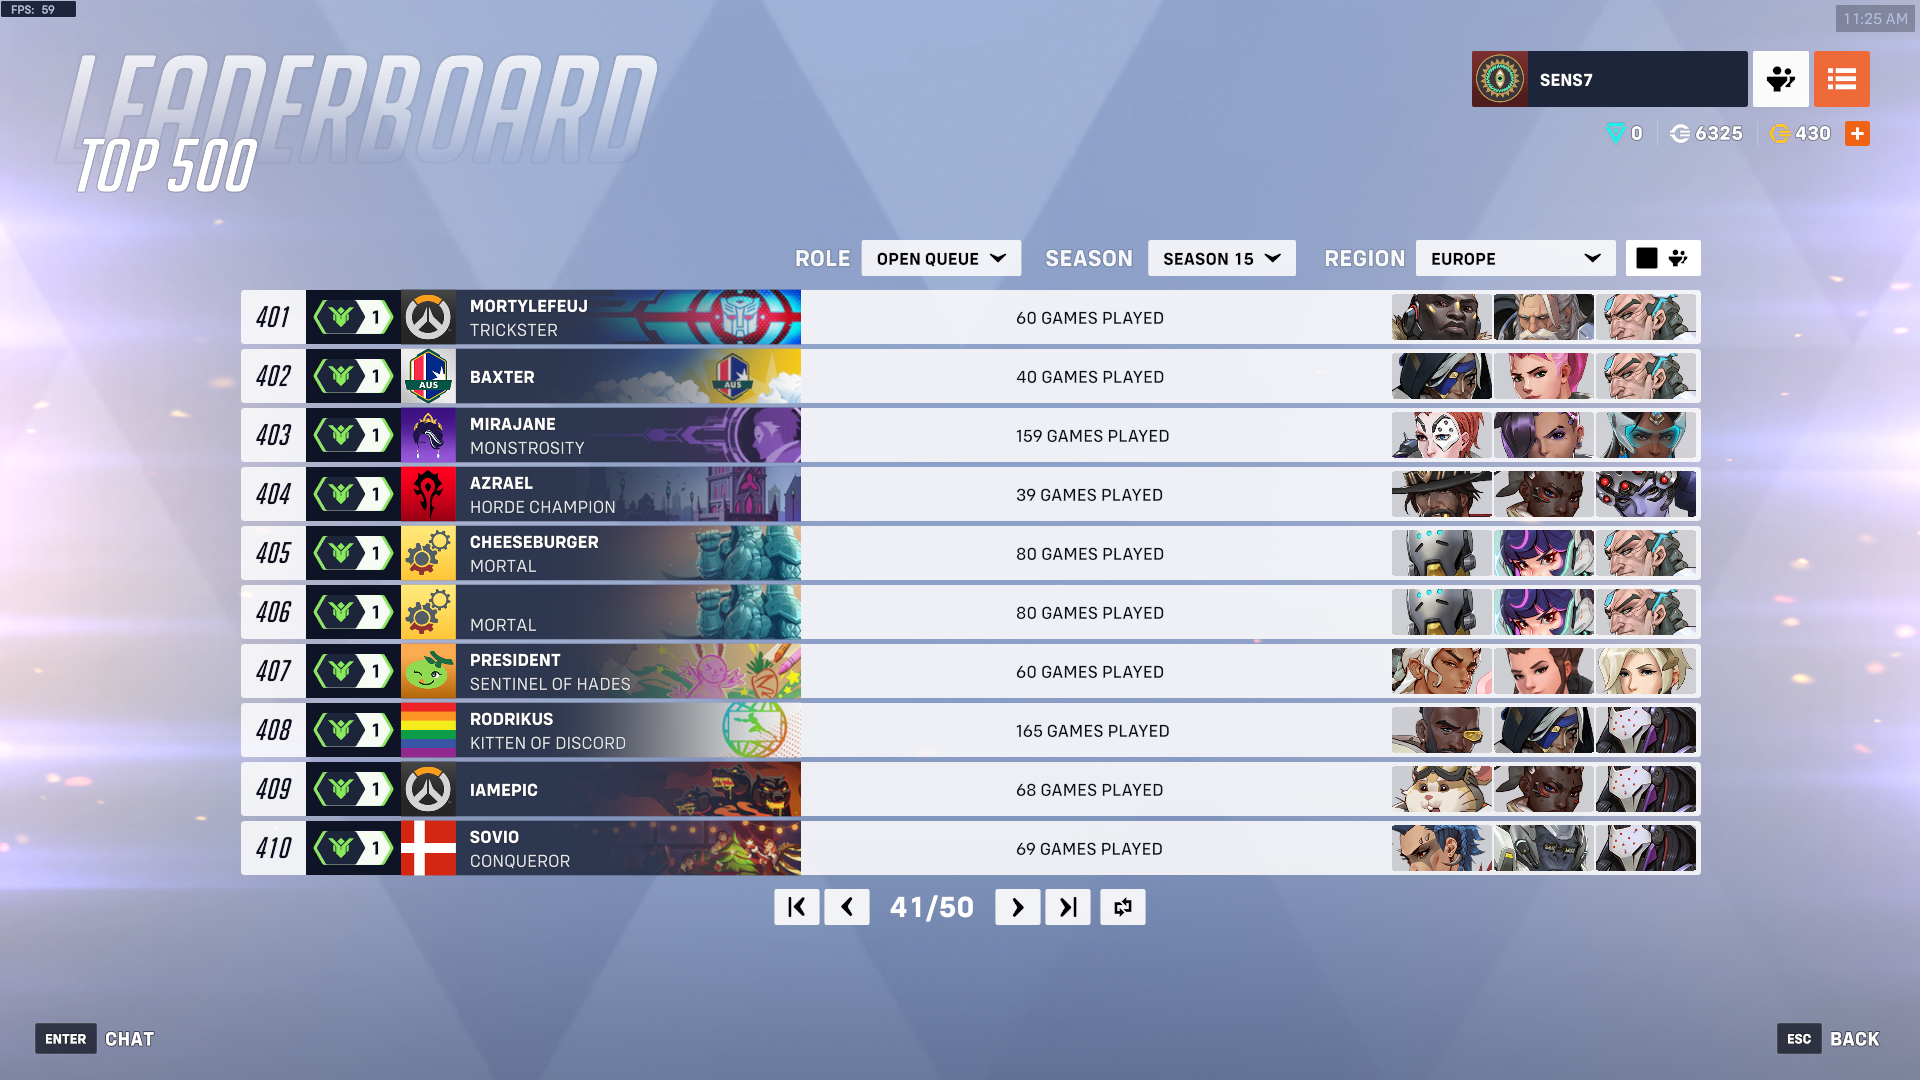 FPS: 59
11:25 AM
LEADERBOARD
TOP 500
SENS7
0
6325
430
ROLE
OPEN QUEUE
SEASON
SEASON 15
REGION
EUROPE
401
1
MORTYLEFEUJ
TRICKSTER
60 GAMES PLAYED
402
1
AUS
BAXTER
AUS
40 GAMES PLAYED
403
1
MIRAJANE
MONSTROSITY
159 GAMES PLAYED
404
1
AZRAEL
HORDE CHAMPION
39 GAMES PLAYED
405
1
CHEESEBURGER
MORTAL
80 GAMES PLAYED
406
1
MORTAL
80 GAMES PLAYED
407
1
PRESIDENT
SENTINEL OF HADES
60 GAMES PLAYED
408
1
RODRIKUS
KITTEN OF DISCORD
165 GAMES PLAYED
409
1
IAMEPIC
68 GAMES PLAYED
410
1
SOVIO
CONQUEROR
69 GAMES PLAYED
41/50
ENTER CHAT
ESC BACK